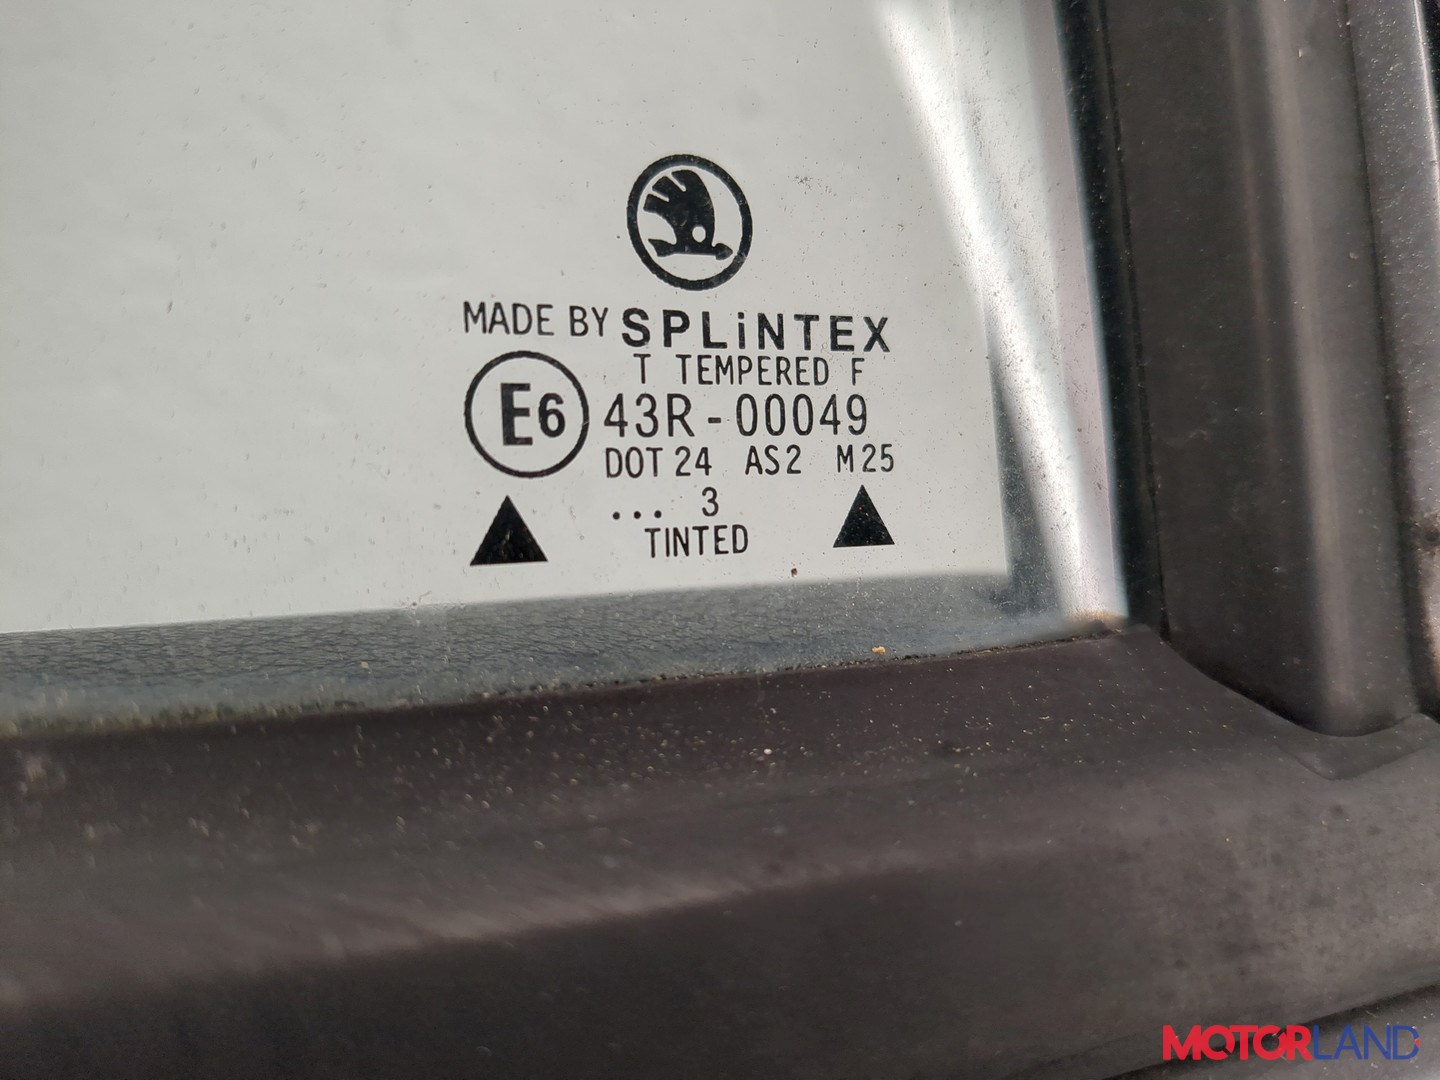 MADE BY SPLiNTEX
T TEMPERED F
E6 43R-00049
DOT 24 AS2 M25
... 3
TINTED
MOTORLAND